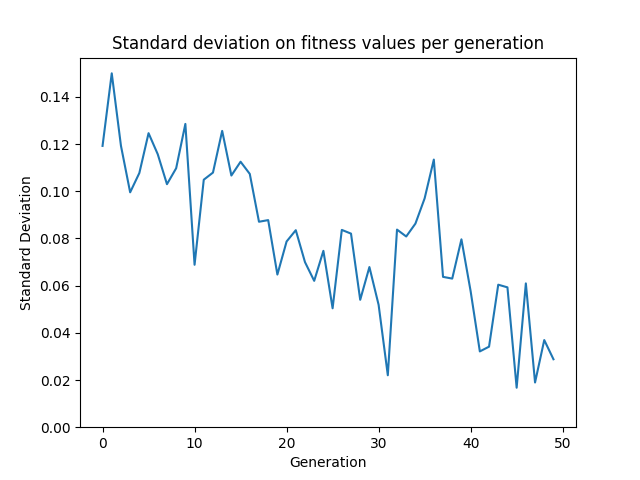 Standard deviation on fitness values per generation
0.14
0.12
0.10
0.08
0.06
0.04
0.02
0.00
Standard Deviation
0 10 20 30 40 50
Generation